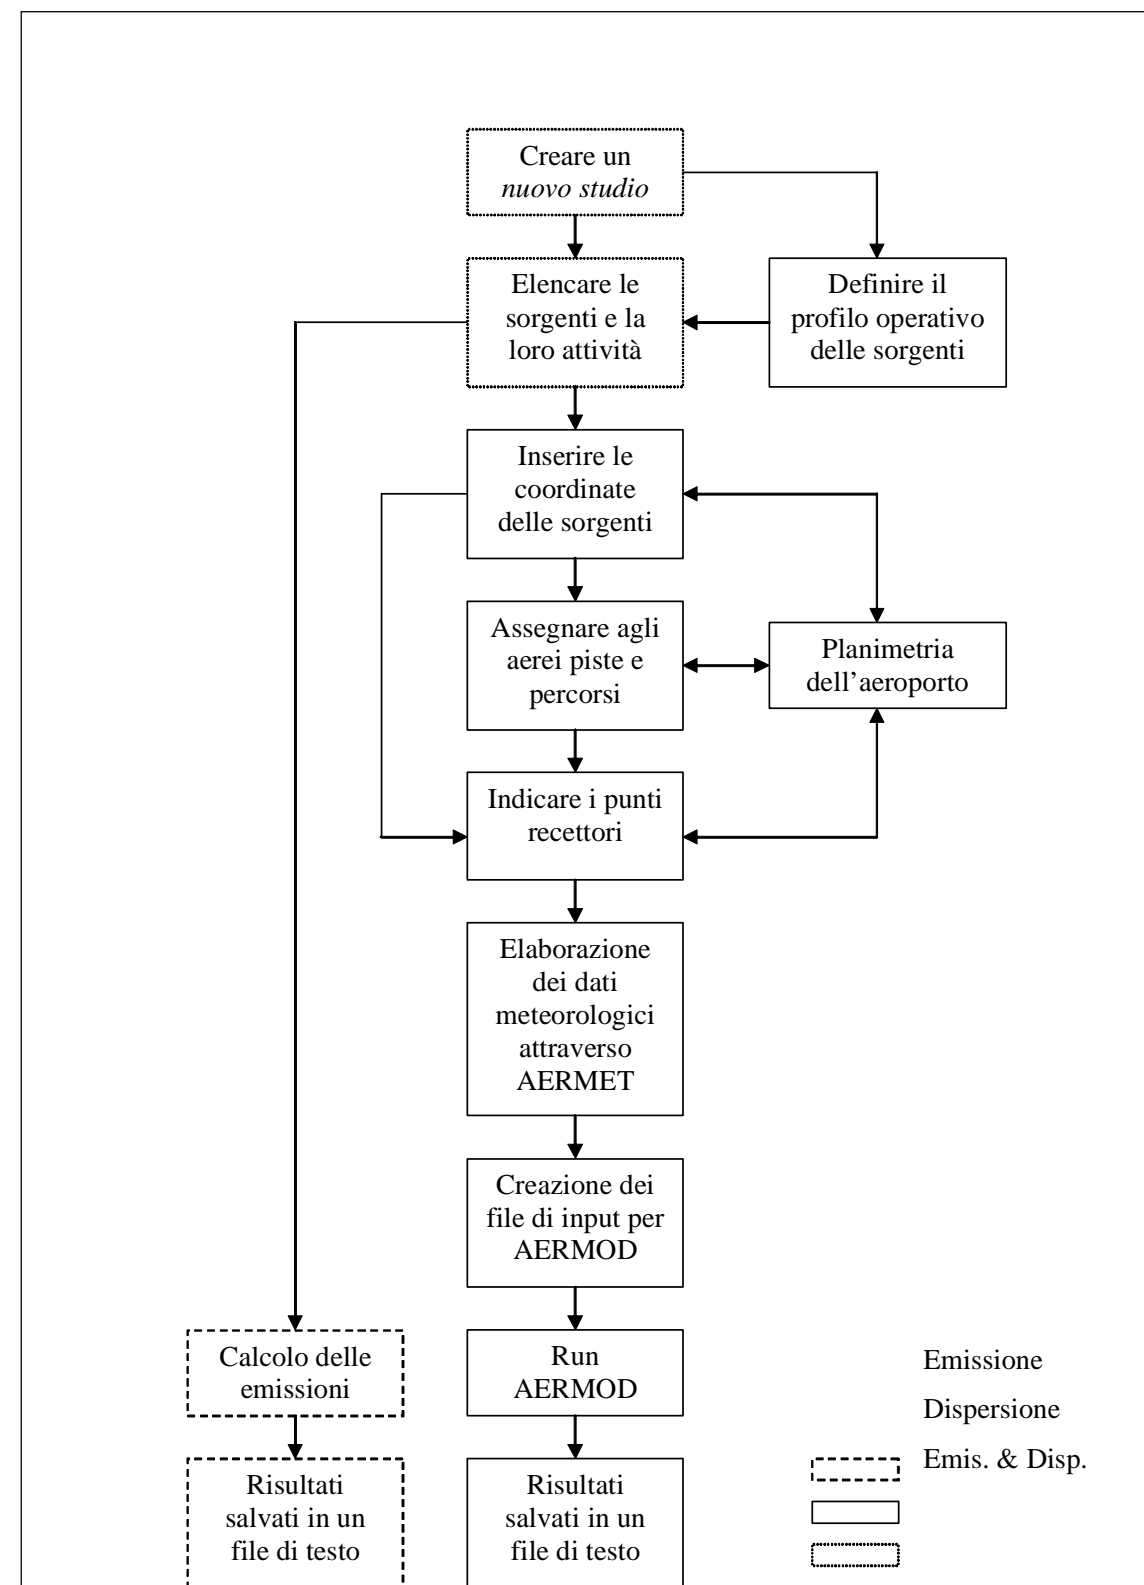 Creare un
nuovo studio
Elencare le
sorgenti e la
loro attività
Definire il
profilo operativo
delle sorgenti
Inserire le
coordinate
delle sorgenti
Assegnare agli
aerei piste e
percorsi
Planimetria
dell’aeroporto
Indicare i punti
recettori
Elaborazione
dei dati
meteorologici
attraverso
AERMET
Creazione dei
file di input per
AERMOD
Calcolo delle
emissioni
Run
AERMOD
Risultati
salvati in un
file di testo
Risultati
salvati in un
file di testo
Emissione
Dispersione
Emis. & Disp.